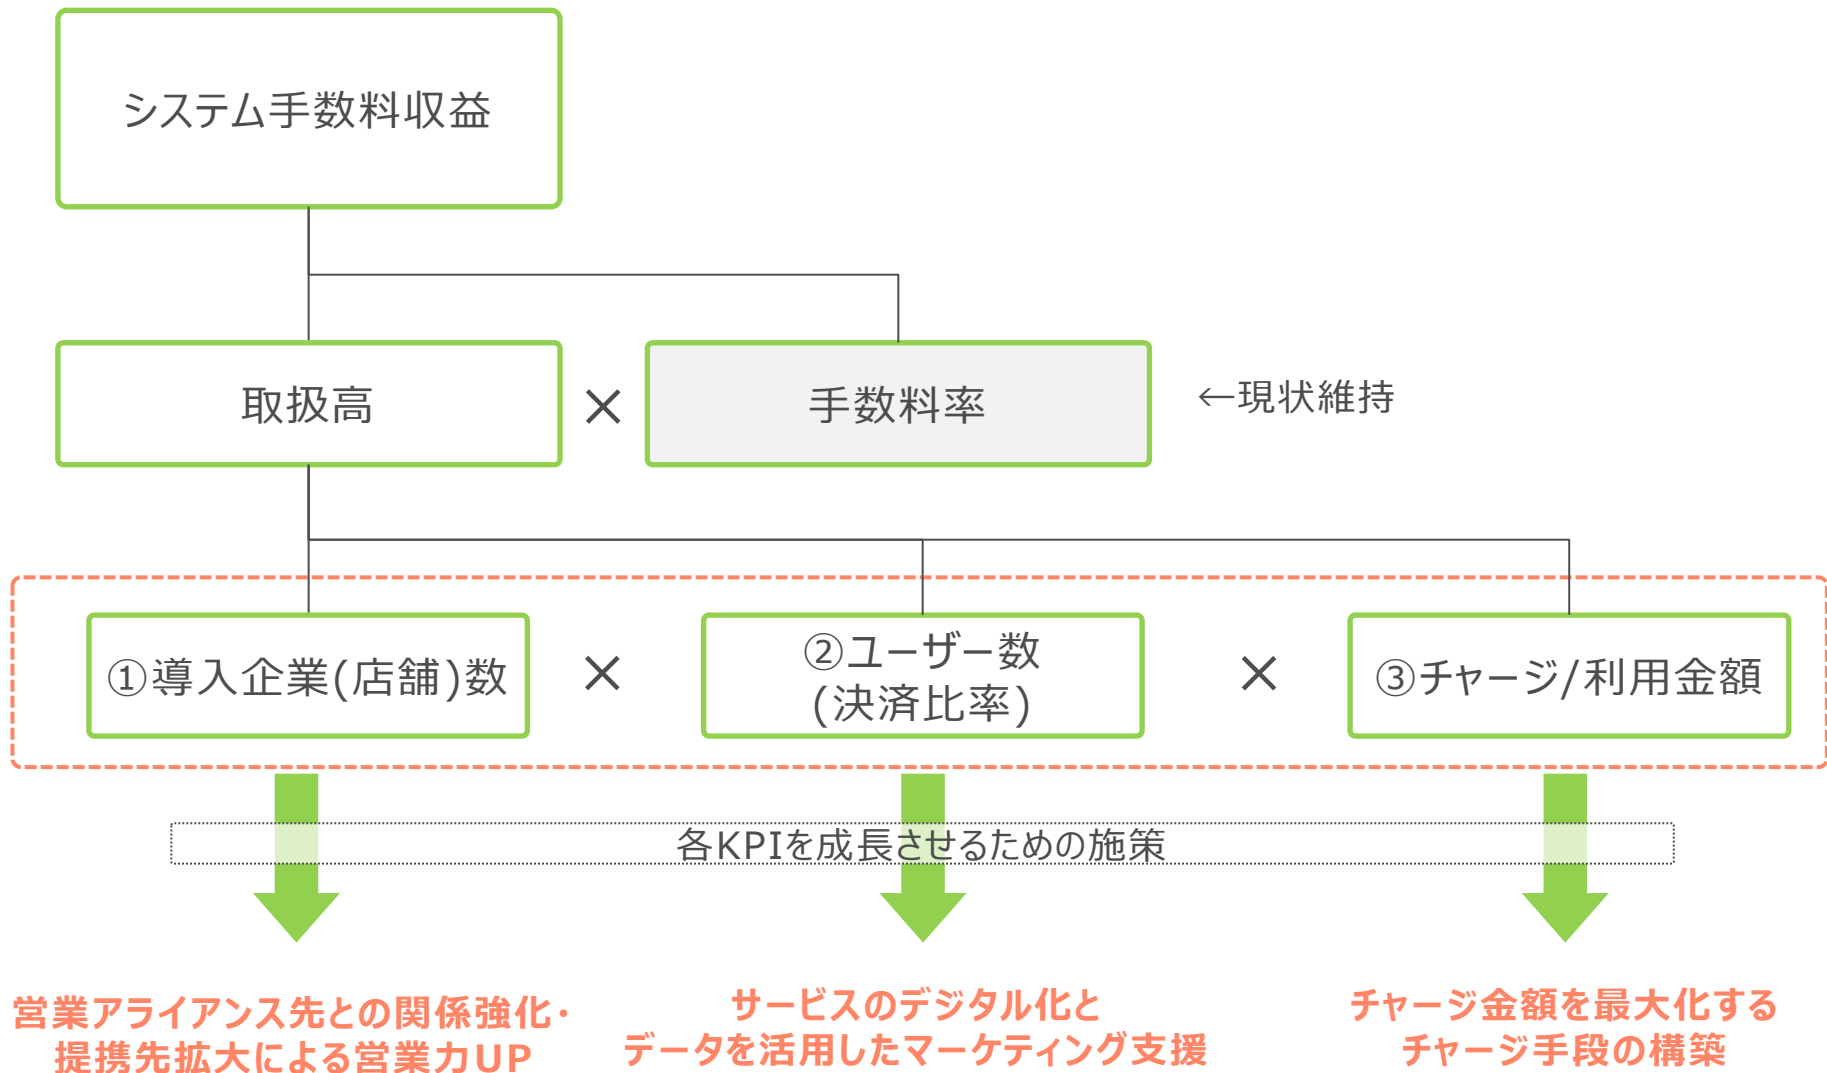 システム手数料収益
取扱高
×
手数料率
←現状維持
①導入企業(店舗)数
×
②ユーザー数
(決済比率)
×
③チャージ/利用金額
各KPIを成長させるための施策
営業アライアンス先との関係強化・
提携先拡大による営業力UP
サービスのデジタル化と
データを活用したマーケティング支援
チャージ金額を最大化する
チャージ手段の構築